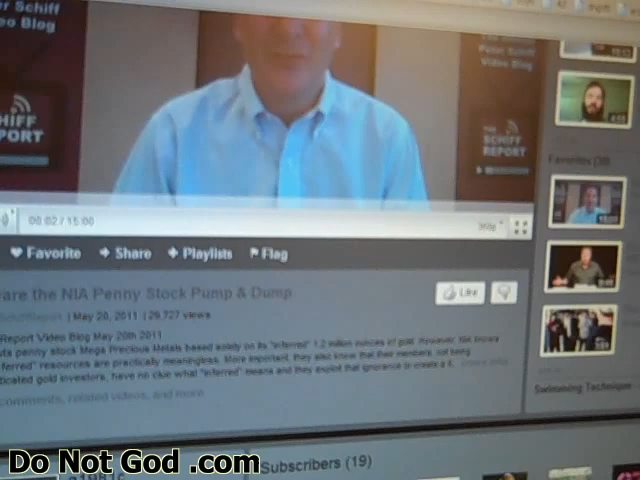 er Schiff
eo Blog
Peter Schiff
Video Blog
SCHIFF
REPORT
THE
SCHIFF
REPORT
00:02 / 15:00
Favorite Share Playlists Flag
are the NIA Penny Stock Pump & Dump
Like
| May 20, 2011 | 29,727 views
Report Video Blog May 20th 2011
penny stock Mega Precious Metals based solely on its "inferred" 1.2 million ounces of gold. However, NIA knows
ferred" resources are practically meaningless. More important, they also know that their members, not being
ticated gold investors, have no clue what "inferred" means and they exploit that ignorance to create a
comments, related videos, and more
Favorites
Swimming Technique
Subscribers (19)
Do Not God .com